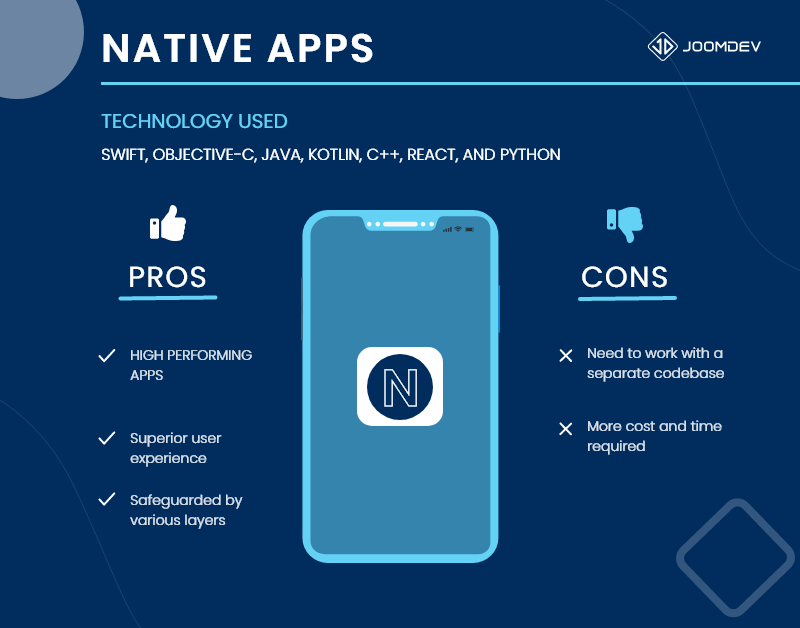 NATIVE APPS
JOOMDEV
TECHNOLOGY USED
SWIFT, OBJECTIVE-C, JAVA, KOTLIN, C++, REACT, AND PYTHON
PROS
HIGH PERFORMING
APPS
Superior user
experience
Safeguarded by
various layers
N
CONS
Need to work with a
separate codebase
More cost and time
required